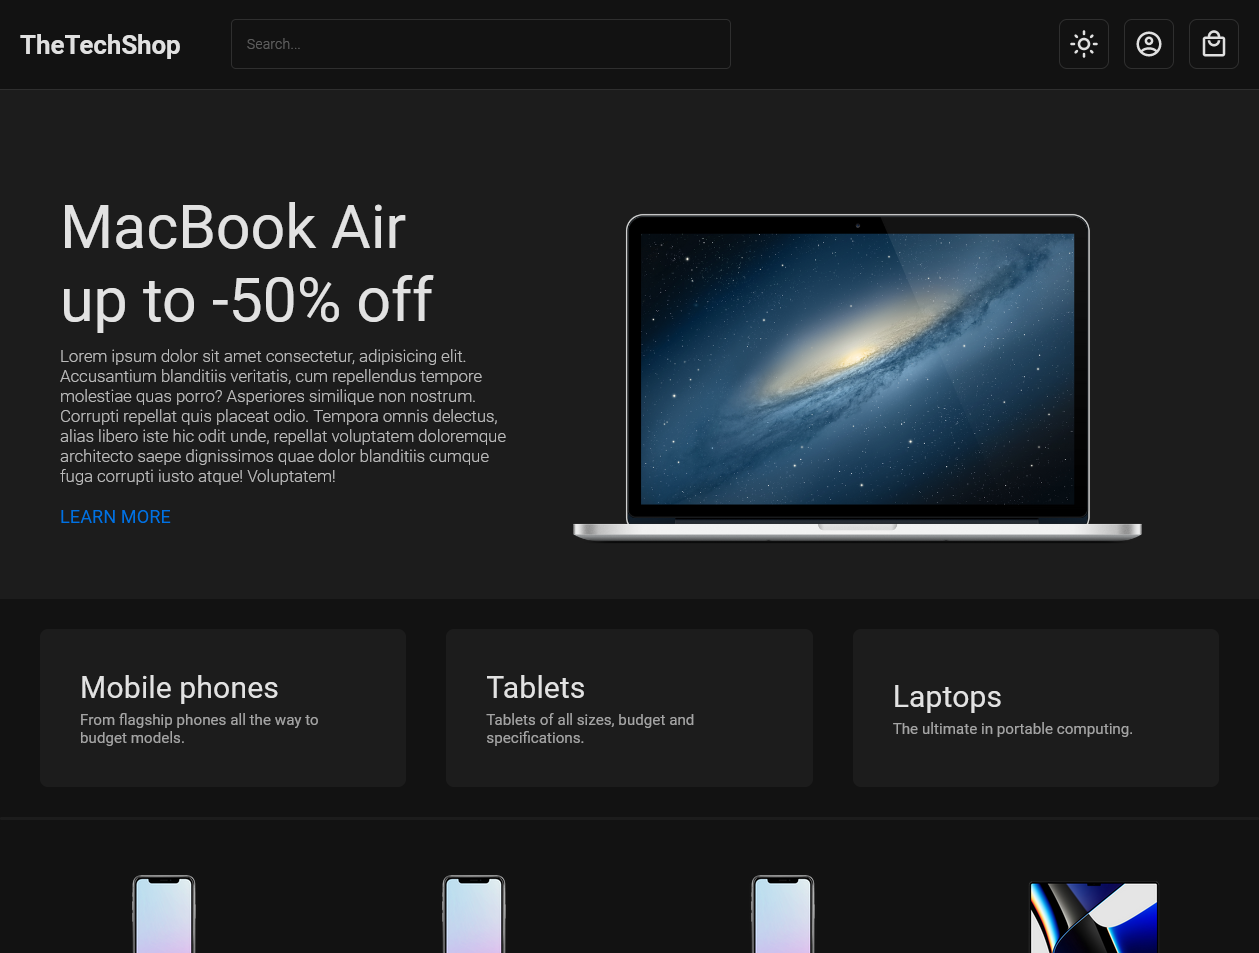 TheTechShop
Search...
MacBook Air
up to -50% off
Lorem ipsum dolor sit amet consectetur, adipisicing elit.
Accusantium blanditiis veritatis, cum repellendus tempore
molestiae quas porro? Asperiores similique non nostrum.
Corrupti repellat quis placeat odio. Tempora omnis delectus,
alias libero iste hic odit unde, repellat voluptatem doloremque
architecto saepe dignissimos quae dolor blanditiis cumque
fuga corrupti iusto atque! Voluptatem!
LEARN MORE
Mobile phones
From flagship phones all the way to
budget models.
Tablets
Tablets of all sizes, budget and
specifications.
Laptops
The ultimate in portable computing.